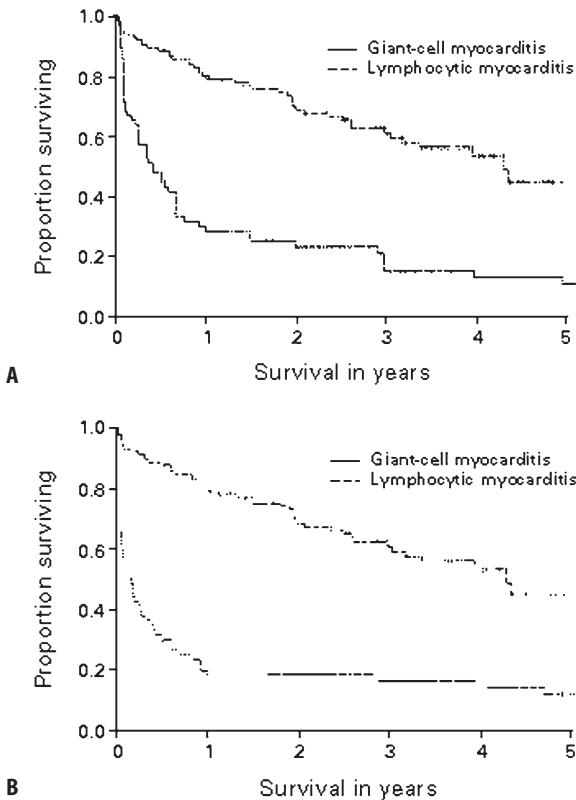 1.0
0.8
0.6
0.4
0.2
0.0
Proportion surviving
Giant-cell myocarditis
Lymphocytic myocarditis
0 1 2 3 4 5
Survival in years
A
1.0
0.8
0.6
0.4
0.2
0.0
Proportion surviving
Giant-cell myocarditis
Lymphocytic myocarditis
0 1 2 3 4 5
Survival in years
B